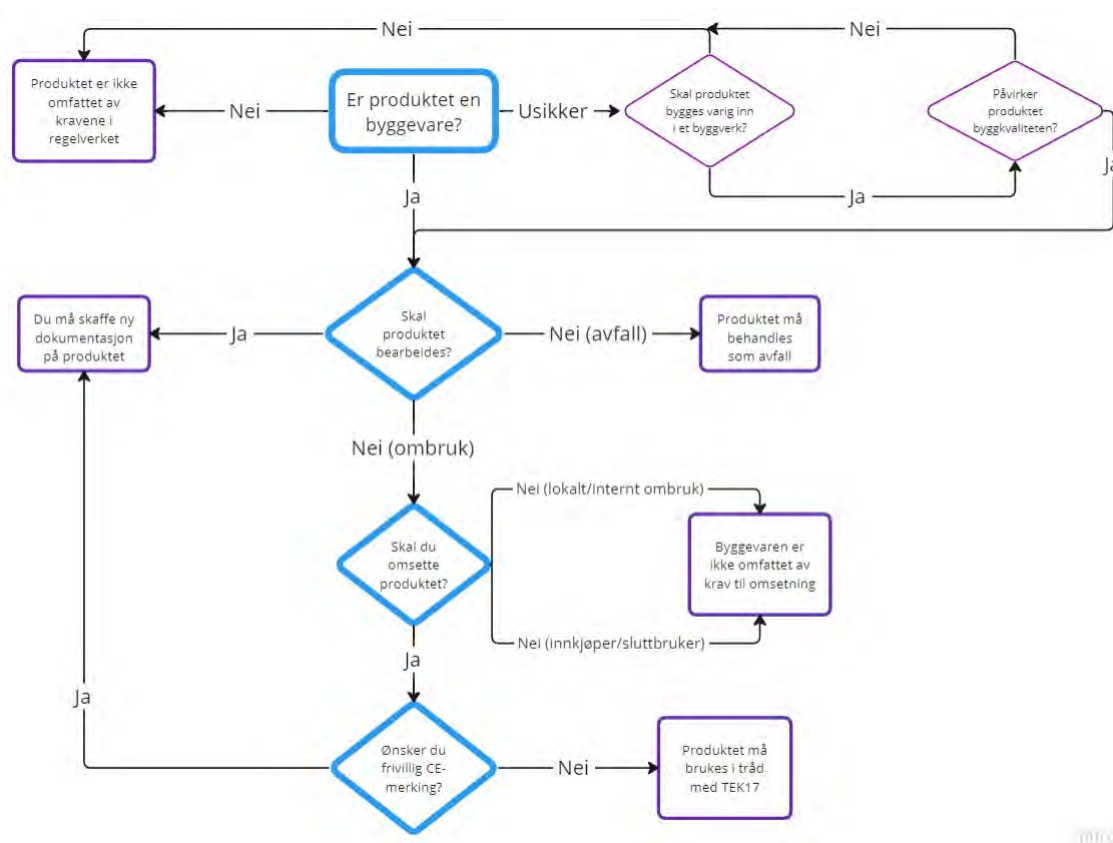 Nei
Nei
Produktet er ikke
omfattet av
kravene i
regelverket
Nei
Er produktet en
byggevare?
Usikker
Skal produktet
bygges varig inn
i et byggverk?
Påvirker
produktet
byggkvaliteten?
Ja
Ja
Ja
Du må skaffe ny
dokumentasjon
på produktet
Ja
Skal
produktet
bearbeides?
Nei (avfall)
Produktet må
behandles
som avfall
Nei (ombruk)
Nei (lokalt/internt ombruk)
Skal du
omsette
produktet?
Byggevaren er
ikke omfattet av
krav til omsetning
Nei (innkjøper/sluttbruker)
Ja
Ja
Ønsker du
frivillig CE-
merking?
Nei
Produktet må
brukes i tråd
med TEK17